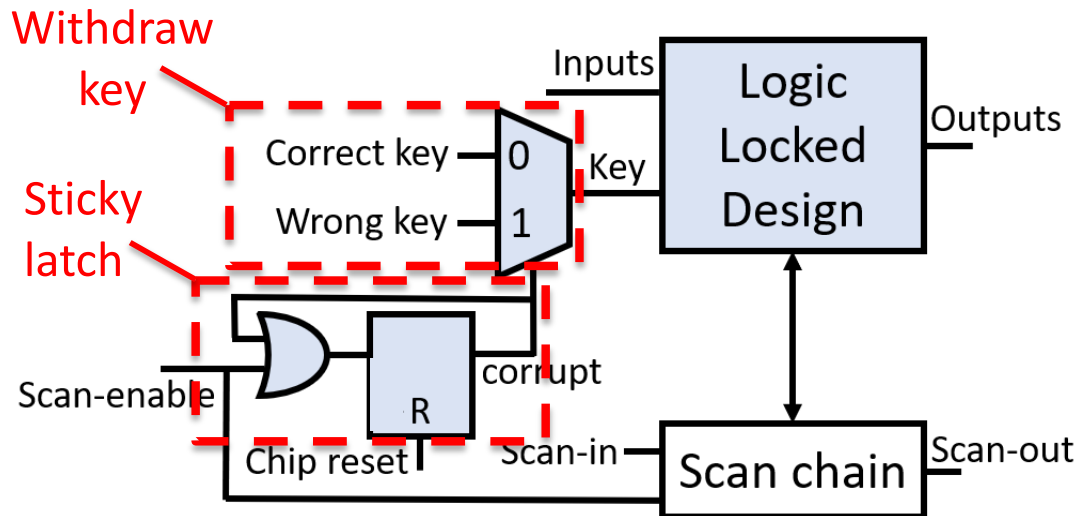 Withdraw
key
Inputs
Logic
Locked
Design
Outputs
Correct key
0
Key
Wrong key
1
Sticky
latch
Scan-enable
corrupt
R
Chip reset
Scan-in
Scan chain
Scan-out